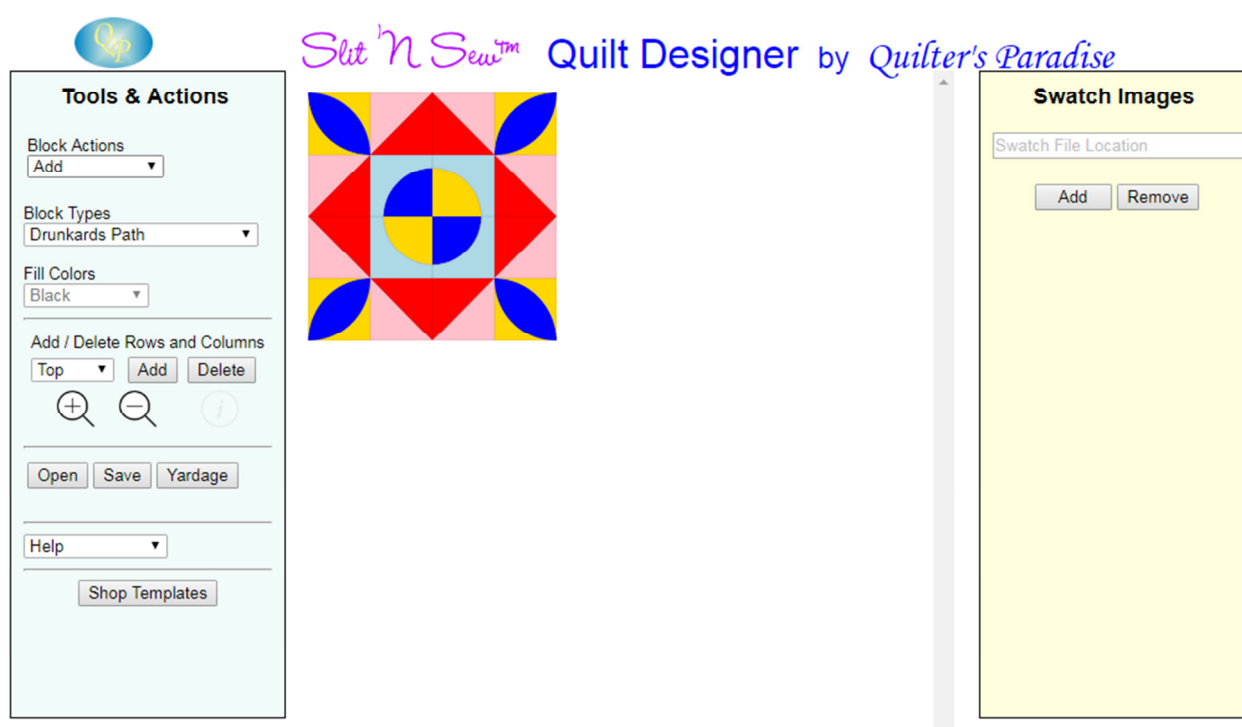 QP
Slit 'N Sew™ Quilt Designer by Quilter's Paradise
Tools & Actions
Block Actions
Add
Block Types
Drunkards Path
Fill Colors
Black
Add / Delete Rows and Columns
Top Add Delete
i
Open Save Yardage
Help
Shop Templates
Swatch Images
Swatch File Location
Add Remove